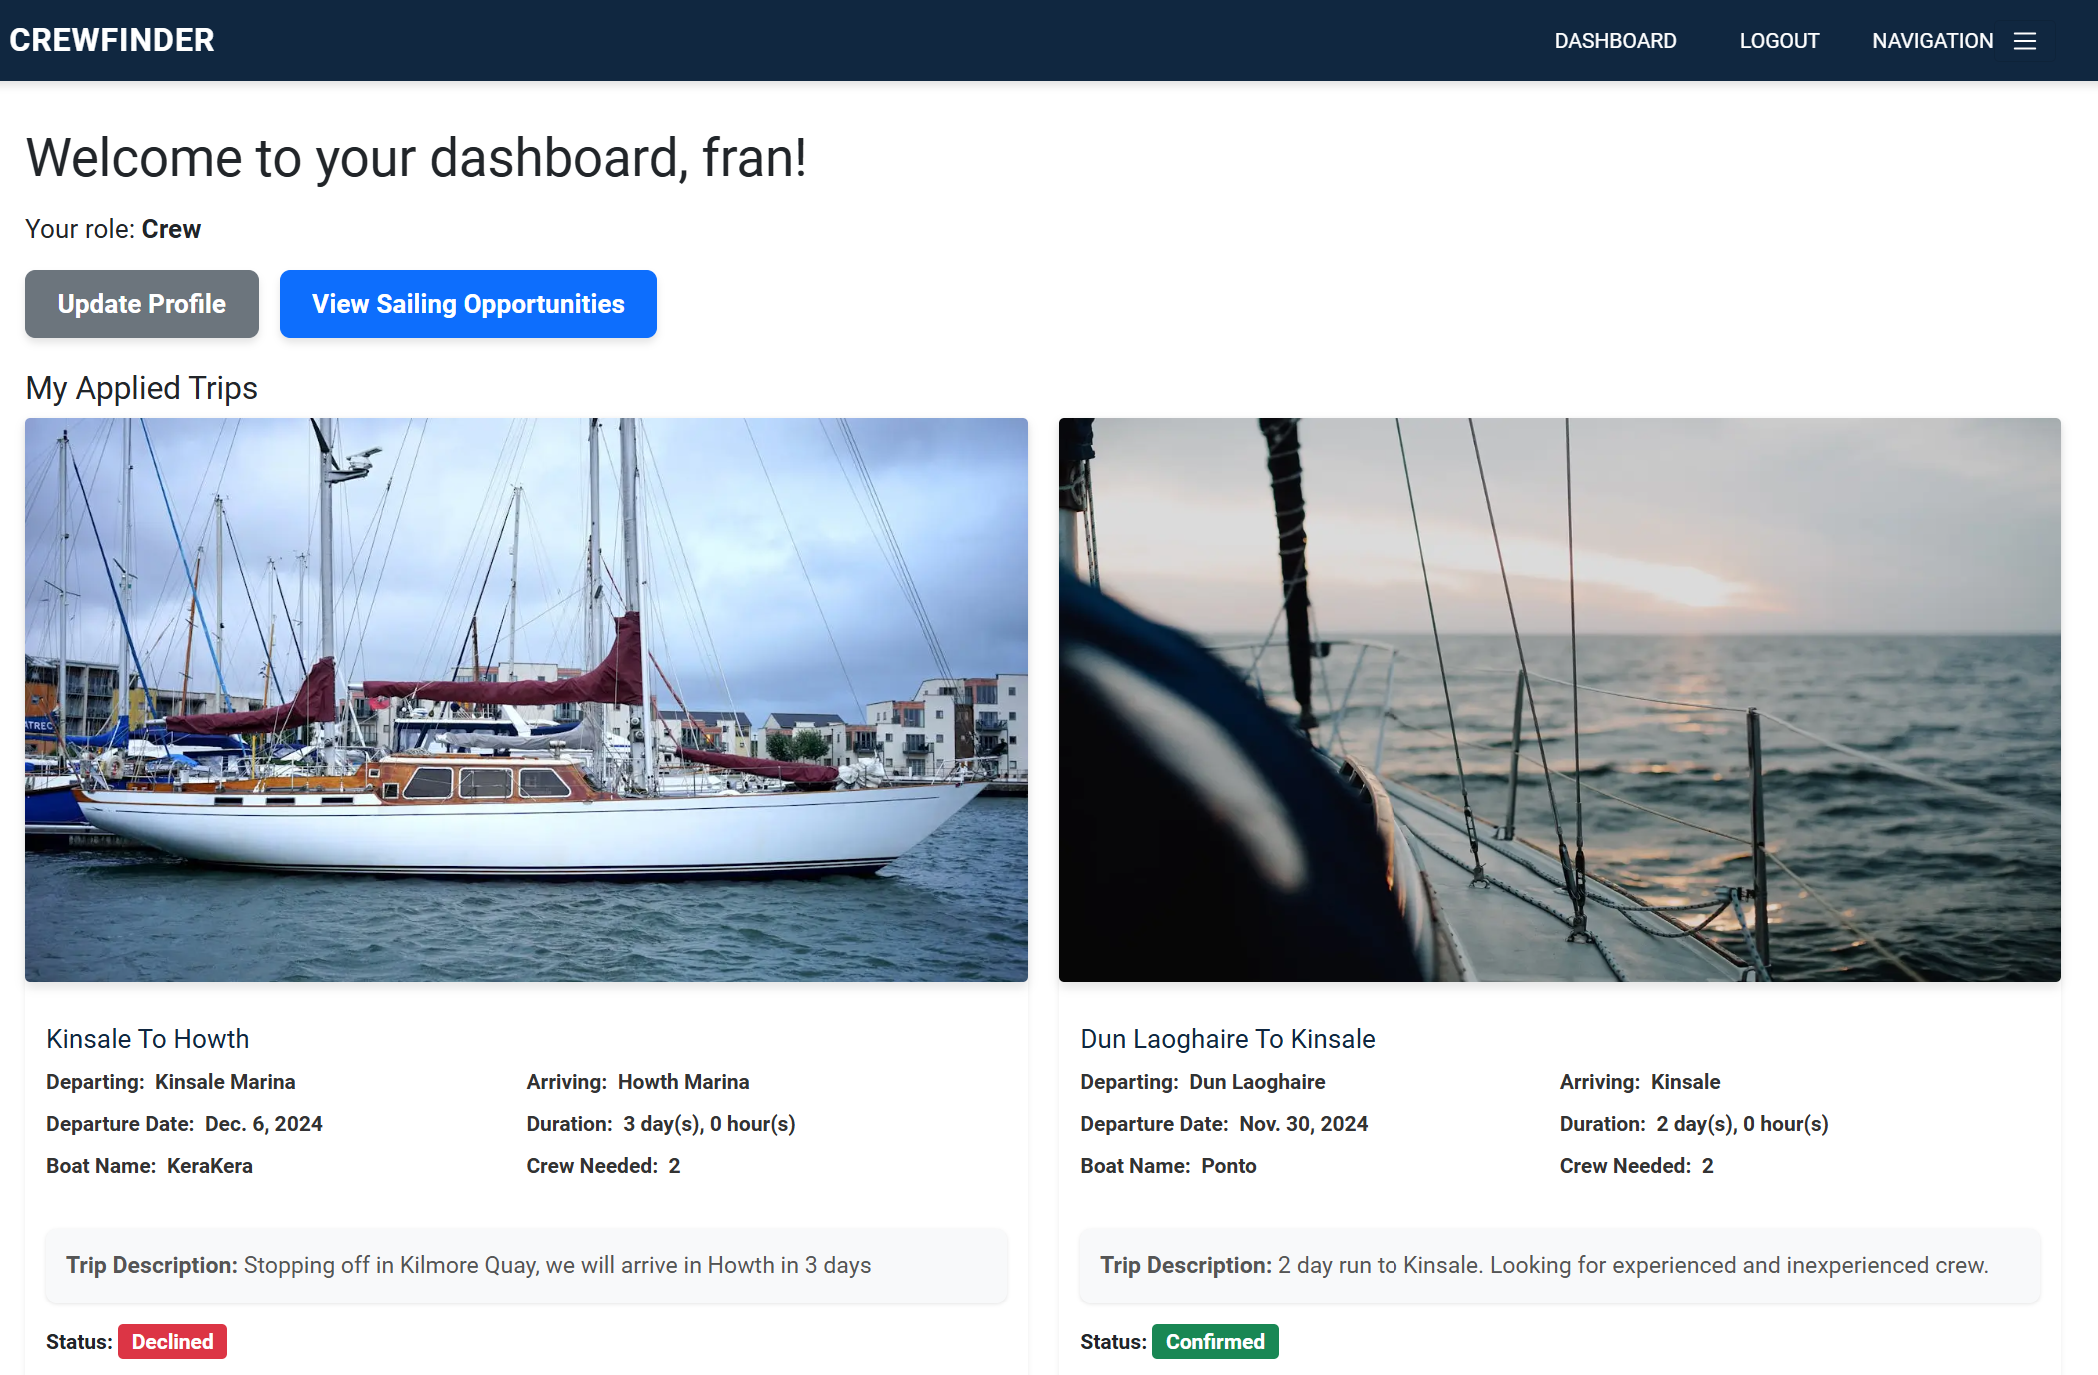 CREWFINDER
DASHBOARD LOGOUT NAVIGATION
Welcome to your dashboard, fran!
Your role: Crew
Update Profile View Sailing Opportunities
My Applied Trips
ATREC
Kinsale To Howth
Departing: Kinsale Marina Arriving: Howth Marina
Departure Date: Dec. 6, 2024 Duration: 3 day(s), 0 hour(s)
Boat Name: KeraKera Crew Needed: 2
Trip Description: Stopping off in Kilmore Quay, we will arrive in Howth in 3 days
Status: Declined
Dun Laoghaire To Kinsale
Departing: Dun Laoghaire Arriving: Kinsale
Departure Date: Nov. 30, 2024 Duration: 2 day(s), 0 hour(s)
Boat Name: Ponto Crew Needed: 2
Trip Description: 2 day run to Kinsale. Looking for experienced and inexperienced crew.
Status: Confirmed